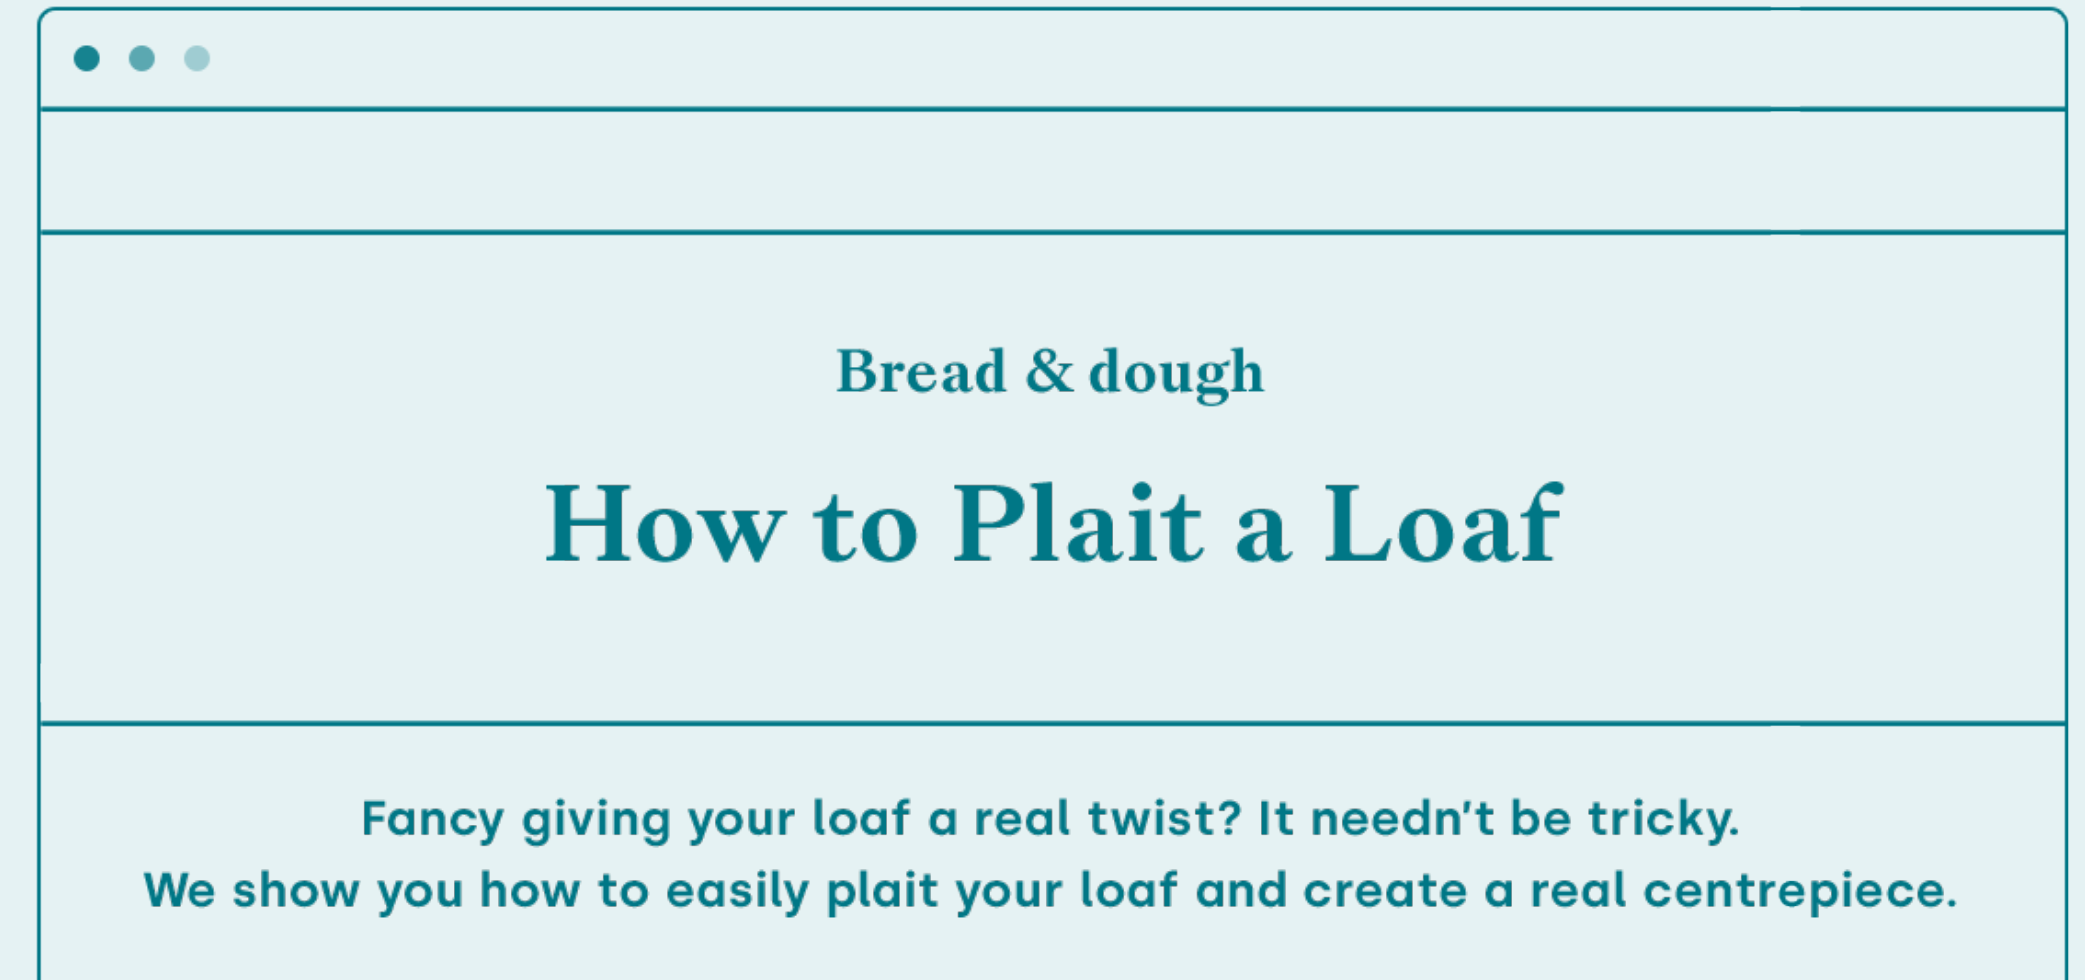 Bread & dough
How to Plait a Loaf
Fancy giving your loaf a real twist? It needn't be tricky.
We show you how to easily plait your loaf and create a real centrepiece.